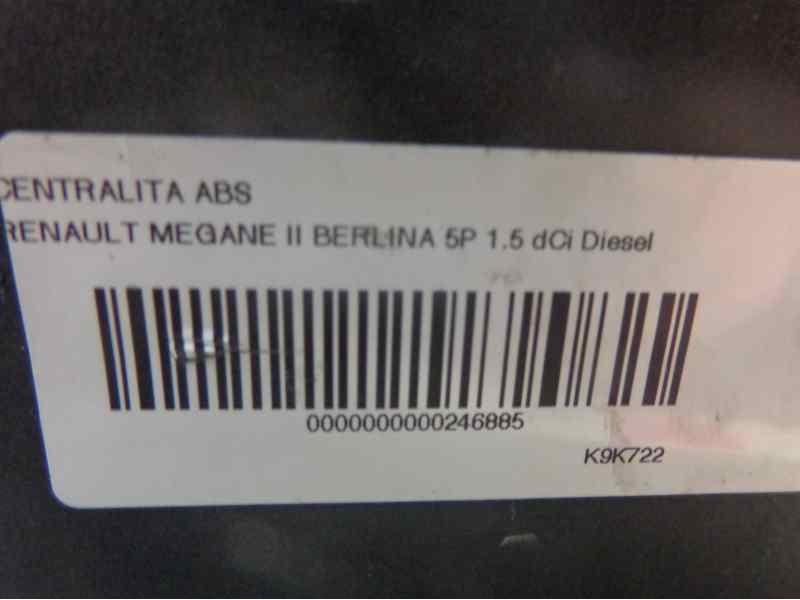 CENTRALITA ABS
RENAULT MEGANE II BERLINA 5P 1.5 dCi Diesel
0000000000246885
K9K722